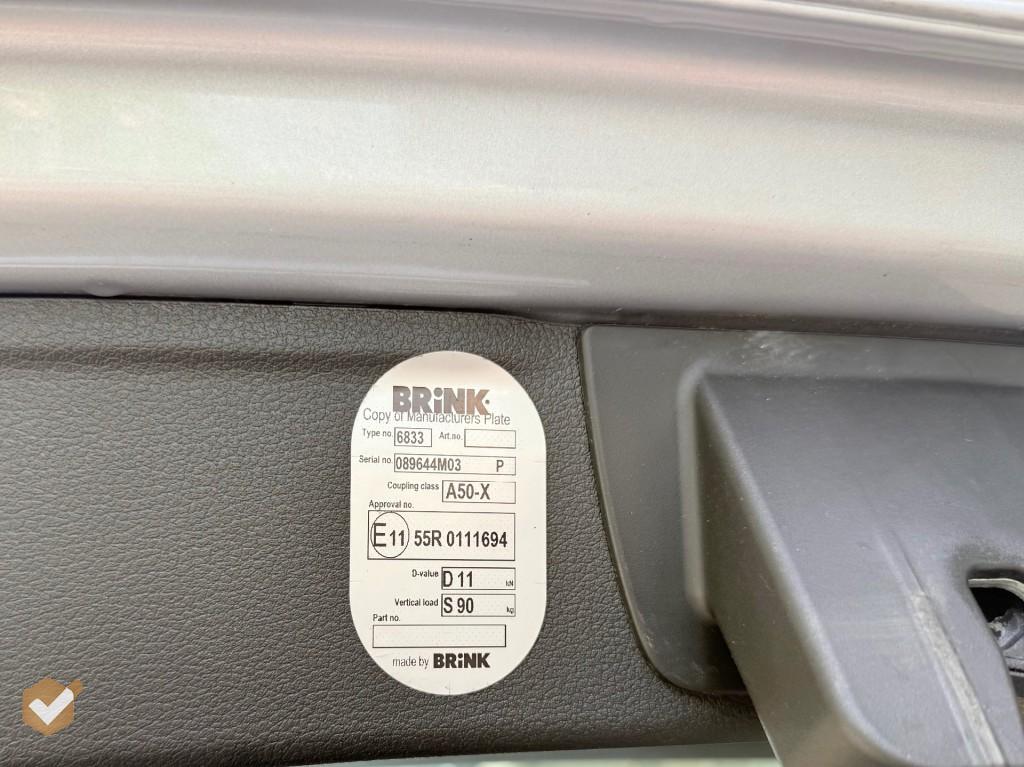 BRiNK
Copy of Manufacturers Plate
Type no. 6833 Art.no.
Serial no. 089644M03 P
Coupling class A50-X
Approval no.
E11 55R 0111694
D-value D 11 kN
Vertical load S 90 kg
Part no.
made by BRiNK